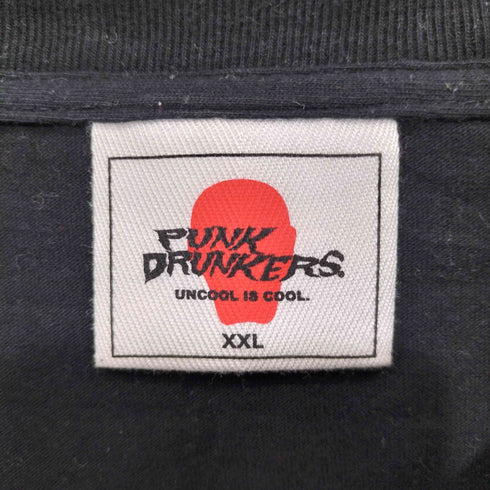 PUNK
DRUNKERS.
UNCOOL IS COOL.
XXL